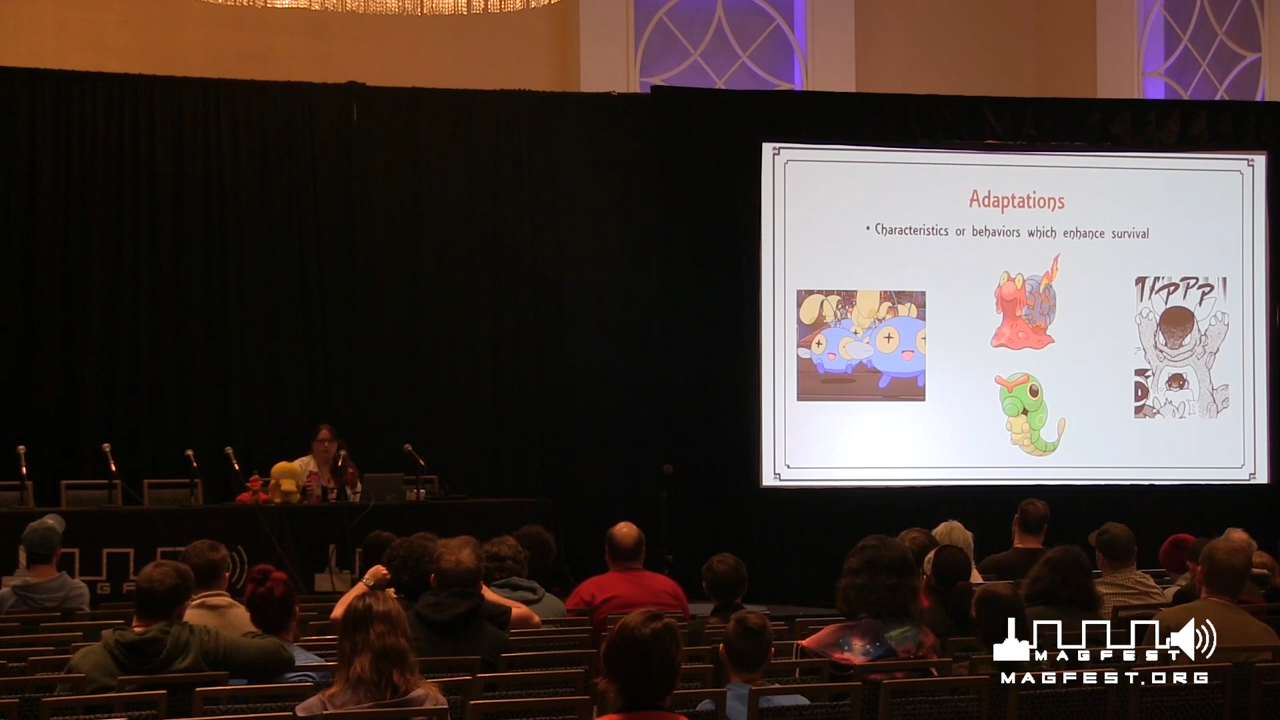 Adaptations
• Characteristics or behaviors which enhance survival
MAGFEST
MAGFEST.ORG